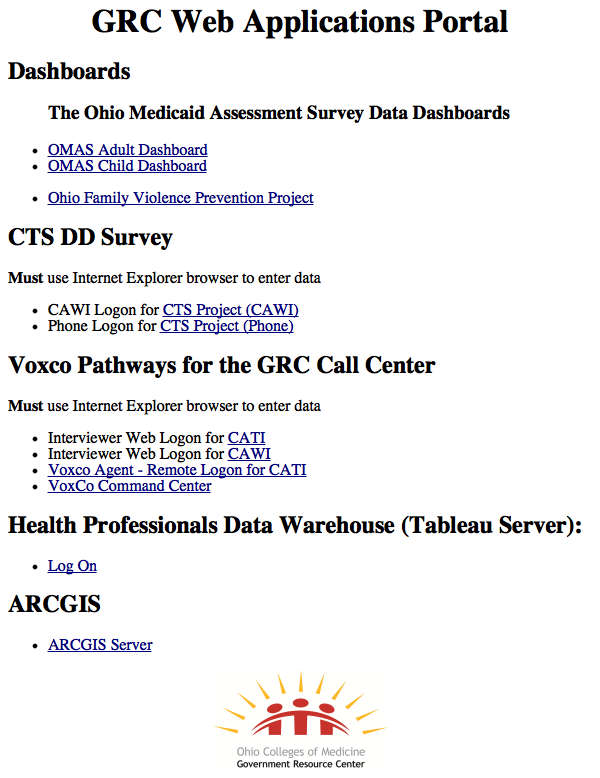 GRC Web Applications Portal
Dashboards
The Ohio Medicaid Assessment Survey Data Dashboards
OMAS Adult Dashboard
OMAS Child Dashboard
Ohio Family Violence Prevention Project
CTS DD Survey
Must use Internet Explorer browser to enter data
CAWI Logon for CTS Project (CAWI)
Phone Logon for CTS Project (Phone)
Voxco Pathways for the GRC Call Center
Must use Internet Explorer browser to enter data
Interviewer Web Logon for CATI
Interviewer Web Logon for CAWI
Voxco Agent - Remote Logon for CATI
VoxCo Command Center
Health Professionals Data Warehouse (Tableau Server):
Log On
ARCGIS
ARCGIS Server
Ohio Colleges of Medicine
Government Resource Center